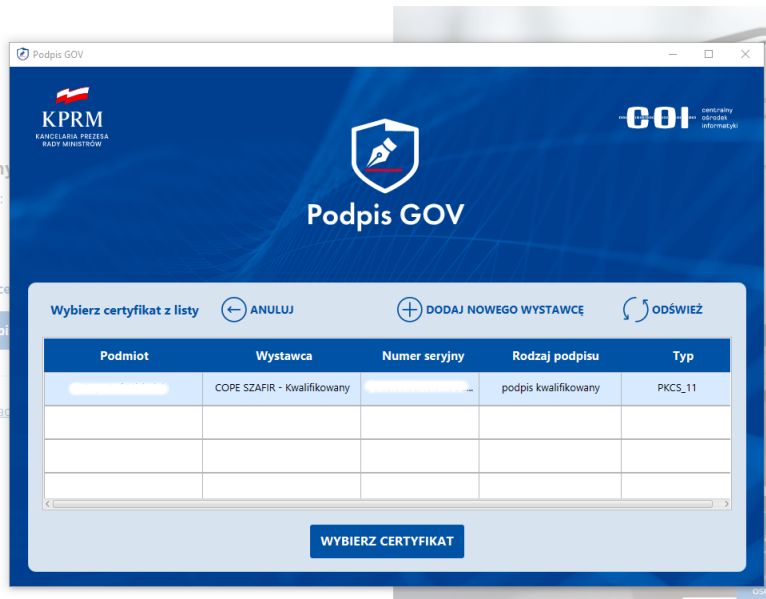 Podpis GOV
KPRM
KANCELARIA PREZESA
RADY MINISTRÓW
COI
centralny
ośrodek
informatyki
Podpis GOV
Wybierz certyfikat z listy
ANULUJ
DODAJ NOWEGO WYSTAWCĘ
ODŚWIEŻ
Podmiot Wystawca Numer seryjny Rodzaj podpisu Typ
COPE SZAFIR - Kwalifikowany ... podpis kwalifikowany PKCS_11
WYBIERZ CERTYFIKAT